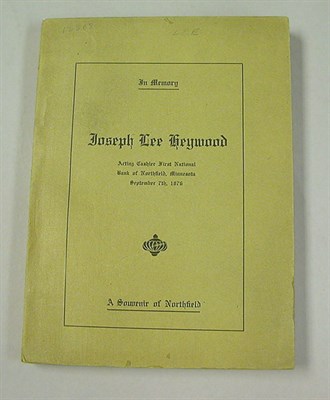 LEE
In Memory
Joseph Lee Heywood
Acting Cashier First National
Bank of Northfield, Minnesota
September 7th, 1876
A Souvenir of Northfield